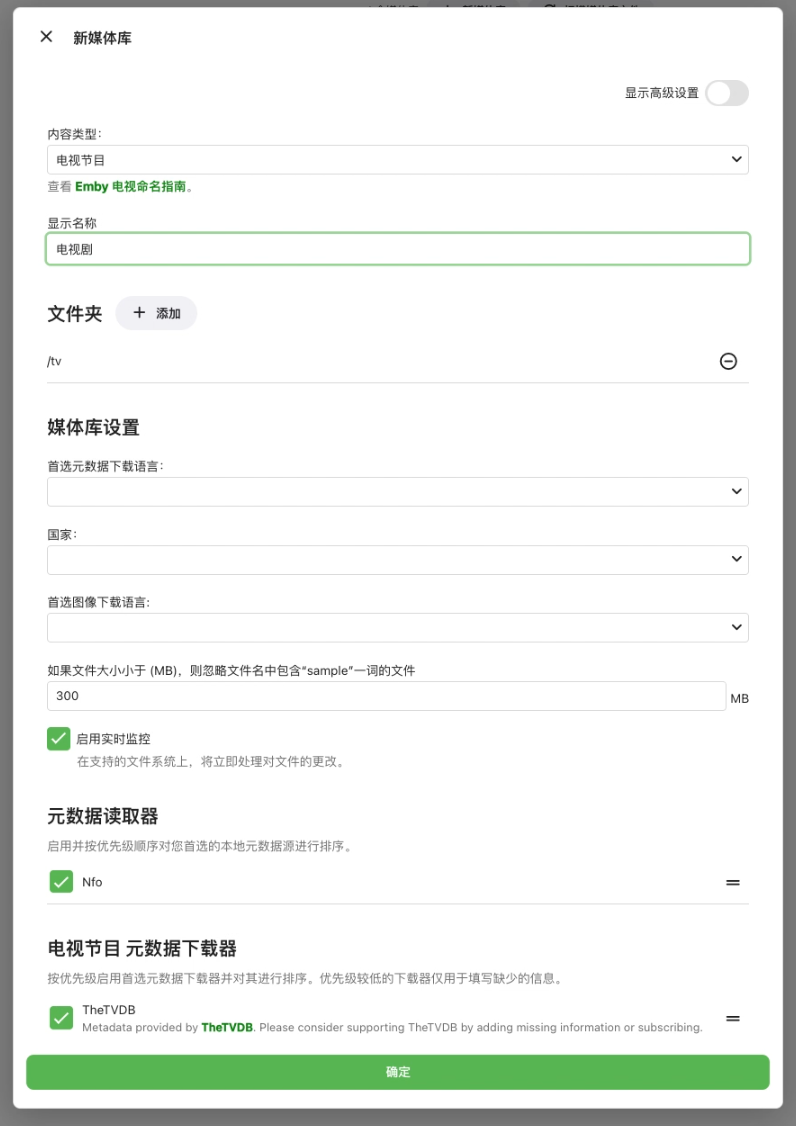 新媒体库
显示高级设置
内容类型:
电视节目
查看 Emby 电视命名指南。
显示名称
电视剧
文件夹
添加
/tv
媒体库设置
首选元数据下载语言:
国家:
首选图像下载语言:
如果文件大小小于 (MB)，则忽略文件名中包含“sample”一词的文件
300
MB
启用实时监控
在支持的文件系统上，将立即处理对文件的更改。
元数据读取器
启用并按优先级顺序对您首选的本地元数据源进行排序。
Nfo
电视节目 元数据下载器
按优先级启用首选元数据下载器并对其进行排序。优先级较低的下载器仅用于填写缺少的信息。
TheTVDB
Metadata provided by TheTVDB. Please consider supporting TheTVDB by adding missing information or subscribing.
确定